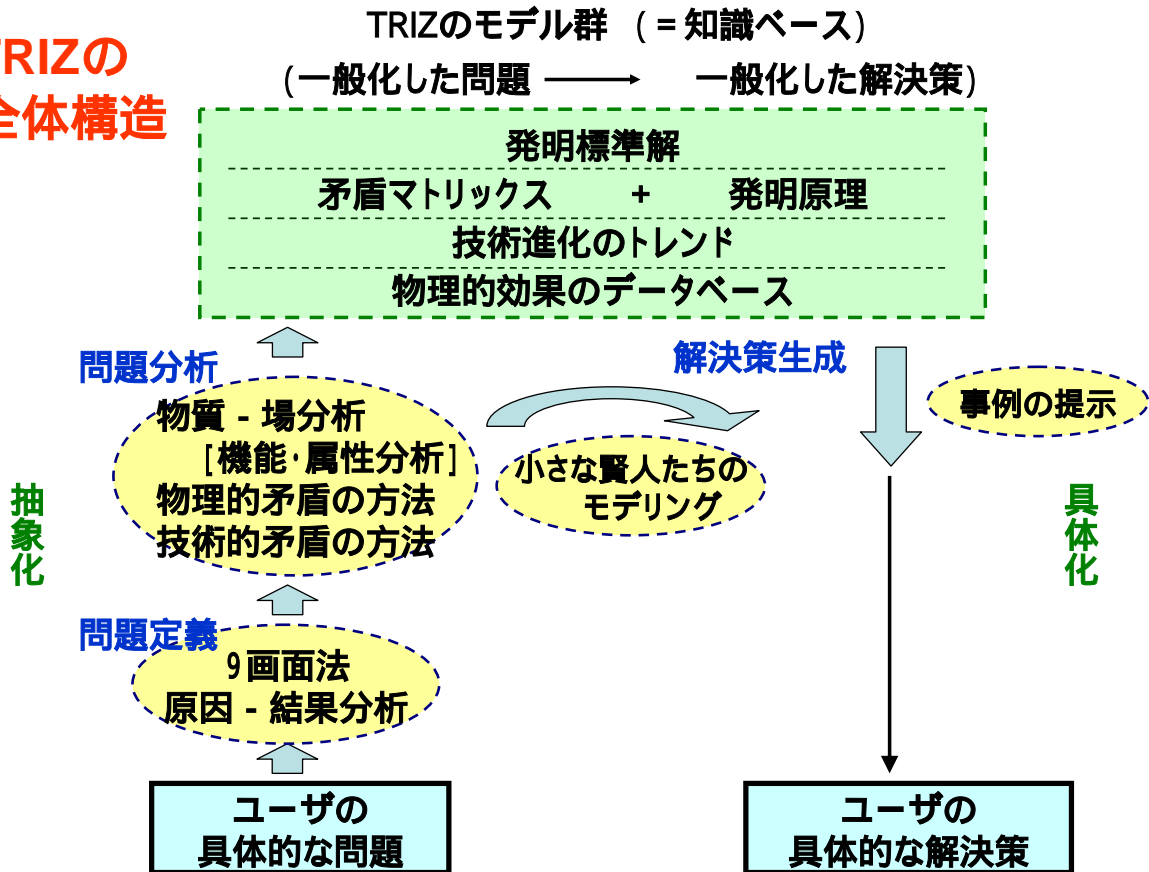 TRIZのモデル群 (=知識ベース)
TRIZの
全体構造
(一般化した問題 → 一般化した解決策)
発明標準解
矛盾マトリックス + 発明原理
技術進化のトレンド
物理的効果のデータベース
問題分析
解決策生成
物質-場分析
[機能・属性分析]
物理的矛盾の方法
技術的矛盾の方法
小さな賢人たちの
モデリング
事例の提示
抽象化
具体化
問題定義
9画面法
原因-結果分析
ユーザの
具体的な問題
ユーザの
具体的な解決策